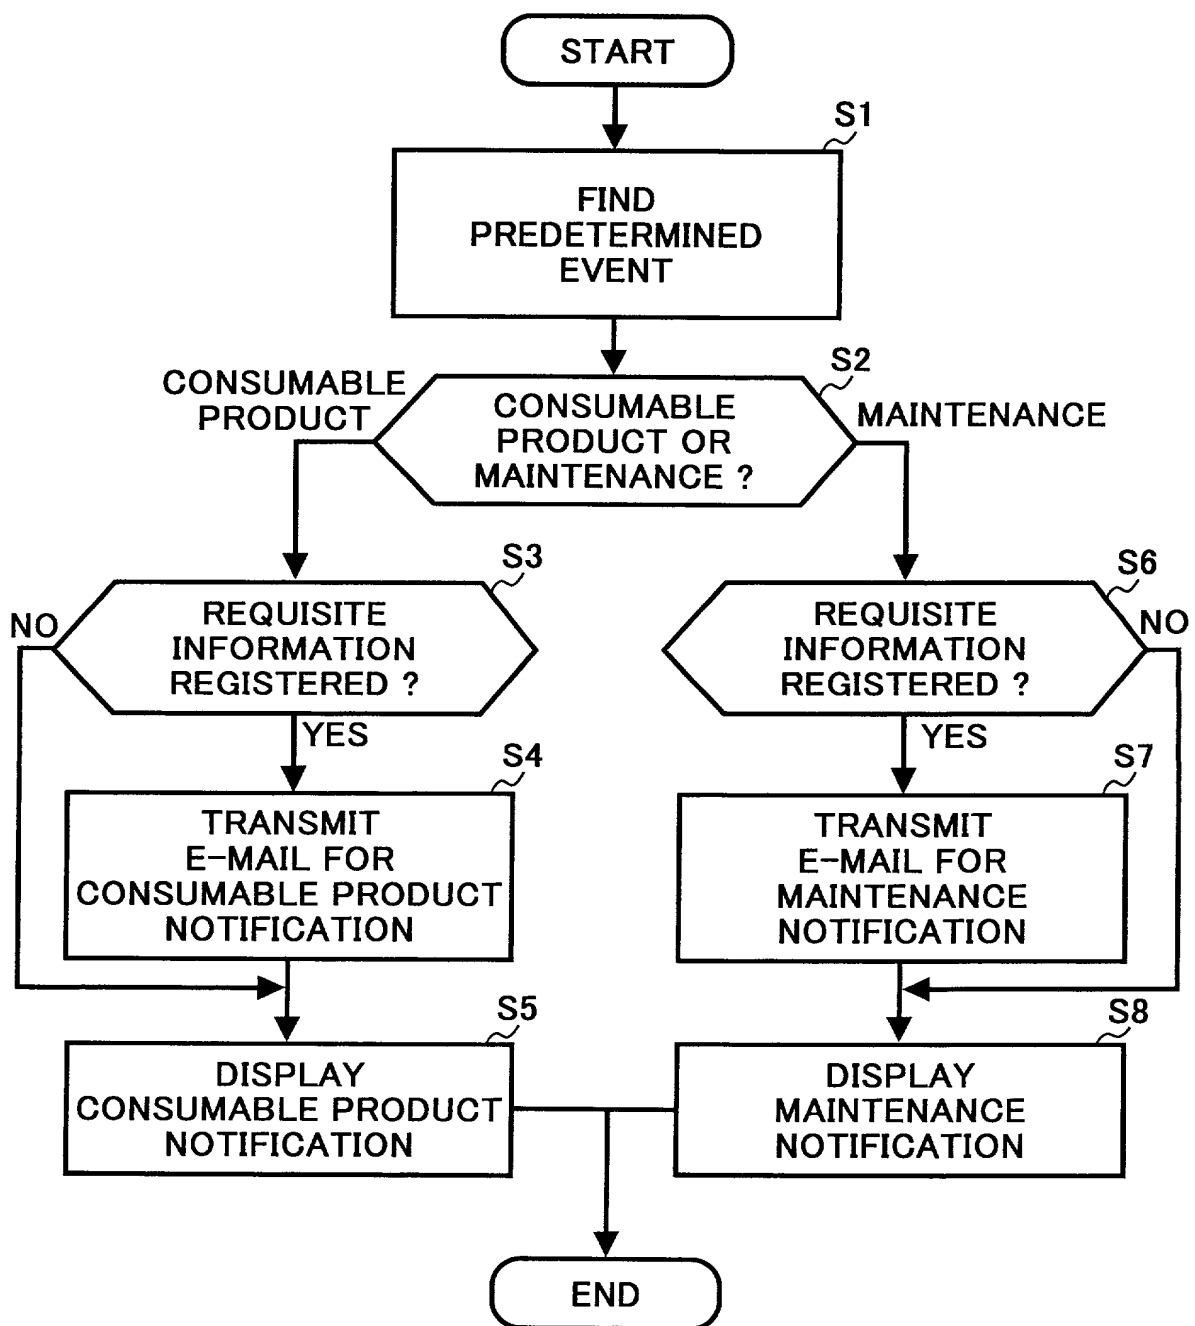 START
S1
FIND
PREDETERMINED
EVENT
S2
CONSUMABLE
PRODUCT
CONSUMABLE
PRODUCT OR
MAINTENANCE ?
MAINTENANCE
S3
NO
REQUISITE
INFORMATION
REGISTERED ?
YES
S6
REQUISITE
INFORMATION
REGISTERED ?
NO
YES
S4
TRANSMIT
E-MAIL FOR
CONSUMABLE PRODUCT
NOTIFICATION
S7
TRANSMIT
E-MAIL FOR
MAINTENANCE
NOTIFICATION
S5
DISPLAY
CONSUMABLE PRODUCT
NOTIFICATION
S8
DISPLAY
MAINTENANCE
NOTIFICATION
END